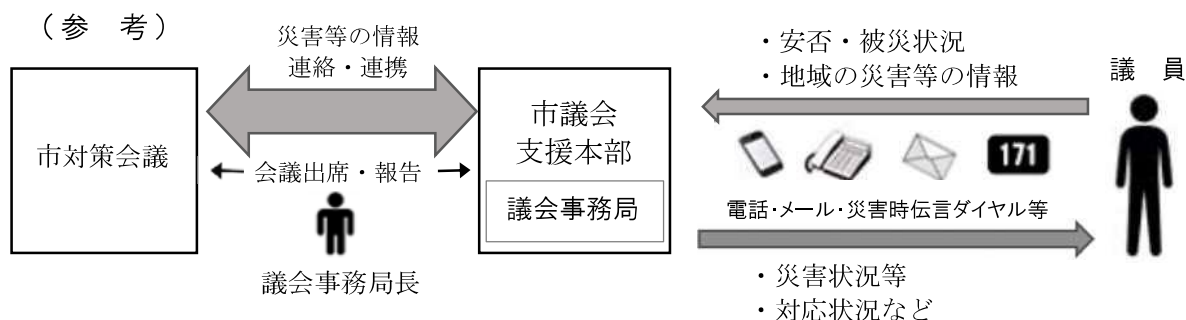 （参　考）
災害等の情報
連絡・連携
市対策会議
会議出席・報告
議会事務局長
市議会
支援本部
議会事務局
・安否・被災状況
・地域の災害等の情報
議　員
171
電話・メール・災害時伝言ダイヤル等
・災害状況等
・対応状況など